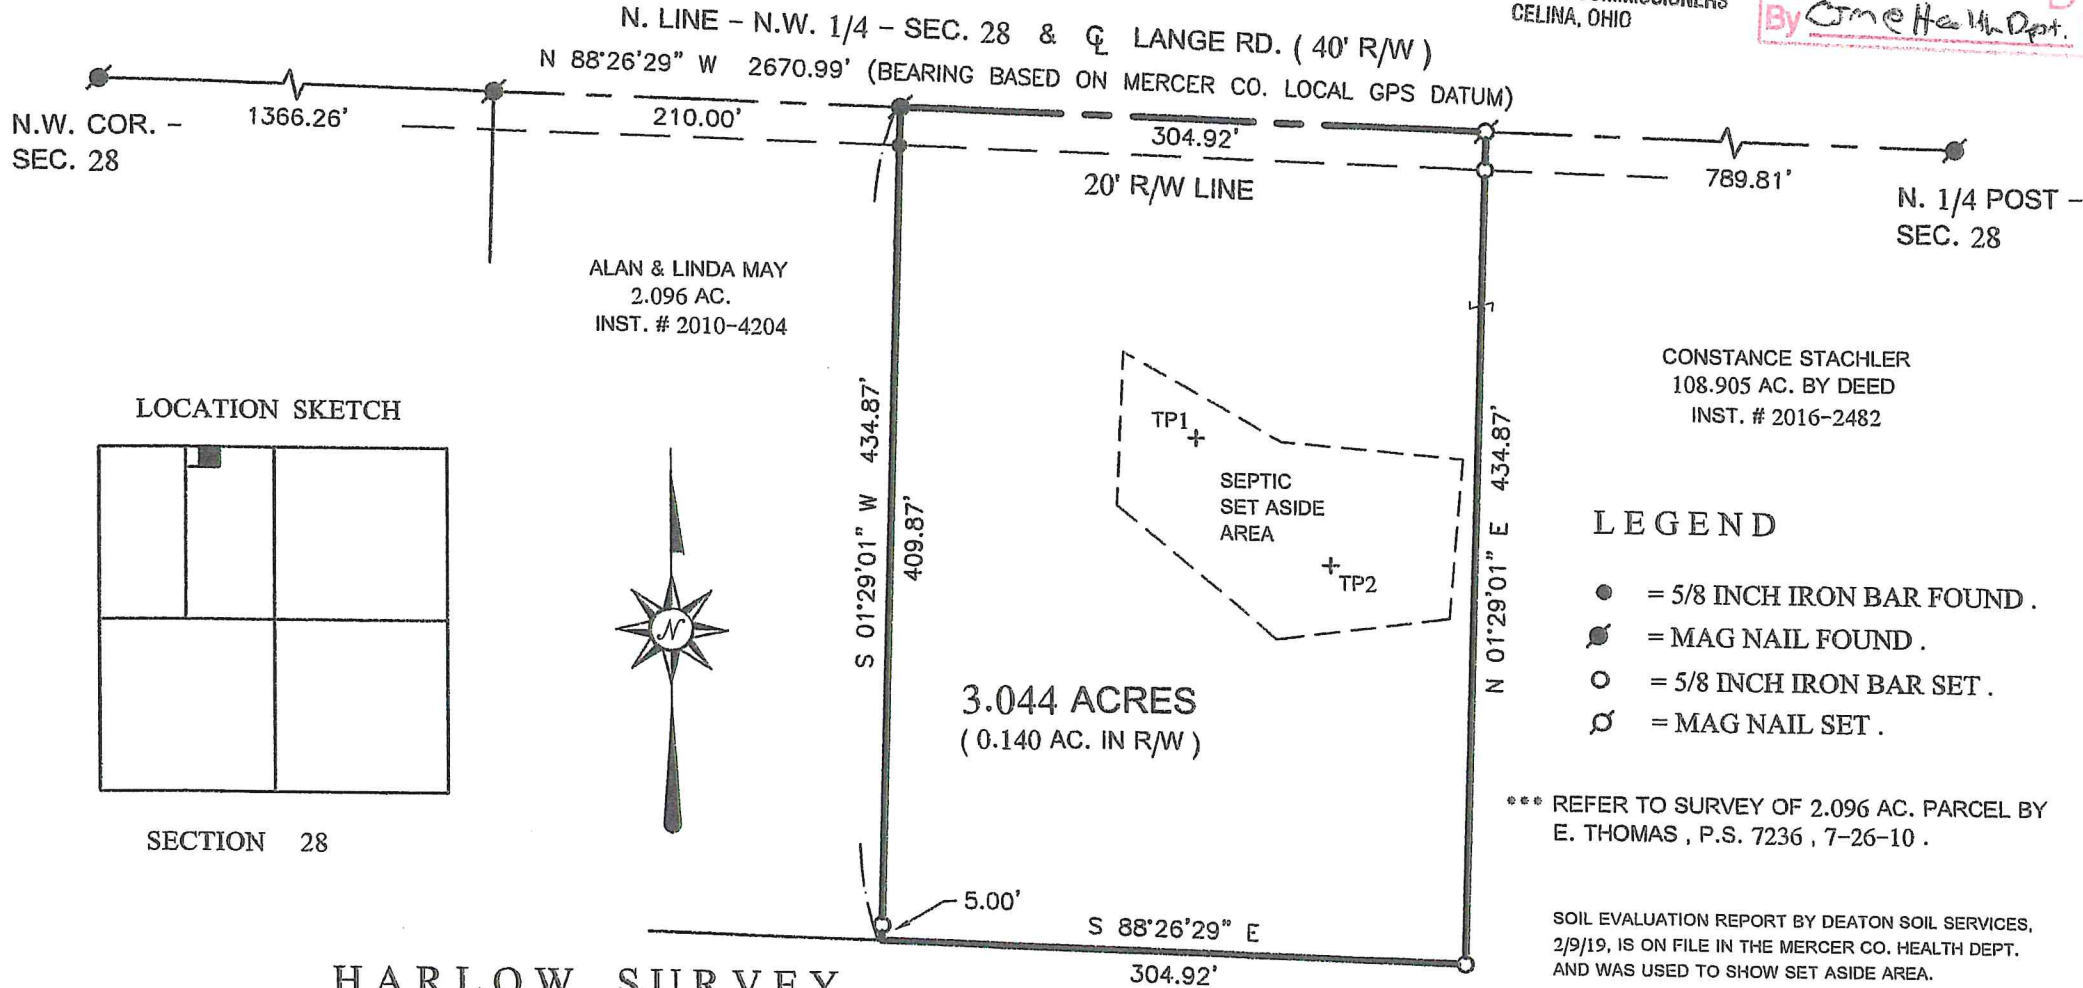 CELINA, OHIO
By
Health Dept.
N. LINE - N.W. 1/4 - SEC. 28 & ℄ LANGE RD. ( 40' R/W )
N 88°26'29" W 2670.99' (BEARING BASED ON MERCER CO. LOCAL GPS DATUM)
1366.26'
210.00'
304.92'
789.81'
N.W. COR. -
SEC. 28
20' R/W LINE
N. 1/4 POST -
SEC. 28
ALAN & LINDA MAY
2.096 AC.
INST. # 2010-4204
CONSTANCE STACHLER
108.905 AC. BY DEED
INST. # 2016-2482
LOCATION SKETCH
SECTION 28
N
S 01°29'01" W 434.87'
409.87'
TP1
SEPTIC
SET ASIDE
AREA
TP2
N 01°29'01" E 434.87'
3.044 ACRES
( 0.140 AC. IN R/W )
LEGEND
= 5/8 INCH IRON BAR FOUND .
= MAG NAIL FOUND .
= 5/8 INCH IRON BAR SET .
= MAG NAIL SET .
*** REFER TO SURVEY OF 2.096 AC. PARCEL BY
E. THOMAS , P.S. 7236 , 7-26-10 .
5.00'
S 88°26'29" E
304.92'
SOIL EVALUATION REPORT BY DEATON SOIL SERVICES,
2/9/19, IS ON FILE IN THE MERCER CO. HEALTH DEPT.
AND WAS USED TO SHOW SET ASIDE AREA.
HARLOW SURVEY